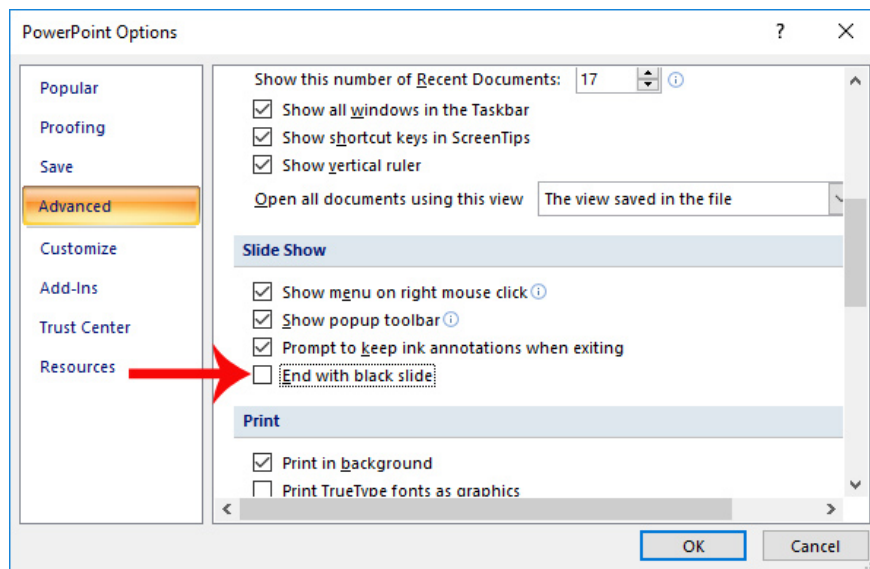 PowerPoint Options
Popular
Proofing
Save
Advanced
Customize
Add-Ins
Trust Center
Resources
Show this number of Recent Documents: 17
Show all windows in the Taskbar
Show shortcut keys in ScreenTips
Show vertical ruler
Open all documents using this view The view saved in the file
Slide Show
Show menu on right mouse click
Show popup toolbar
Prompt to keep ink annotations when exiting
End with black slide
Print
Print in background
Print TrueType fonts as graphics
OK Cancel